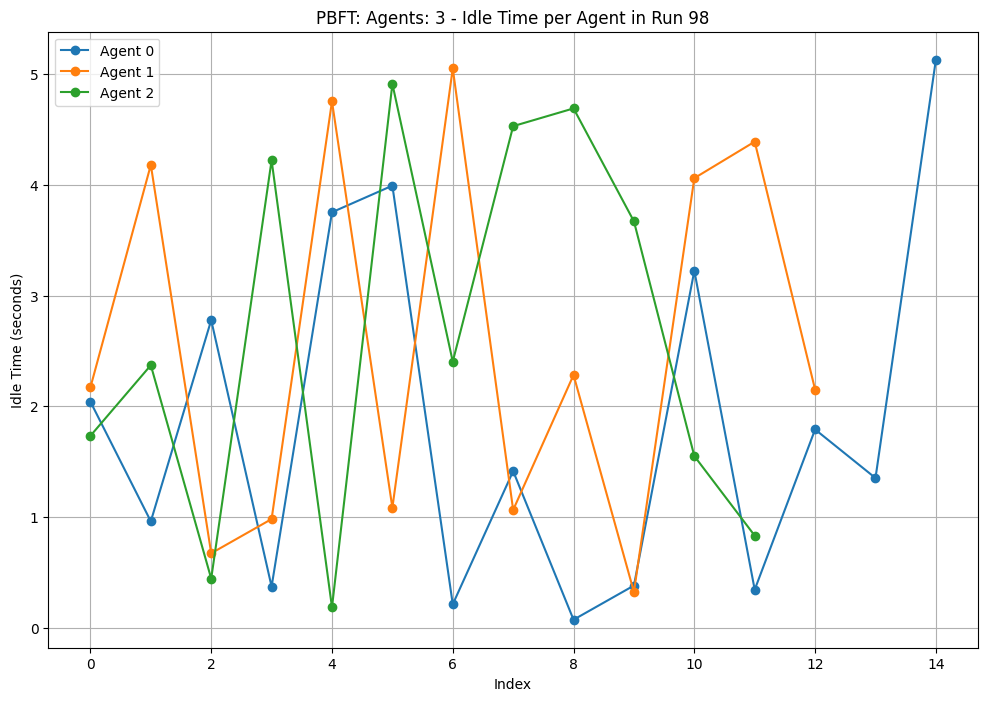 PBFT: Agents: 3 - Idle Time per Agent in Run 98
Agent 0
Agent 1
Agent 2
Idle Time (seconds)
5
4
3
2
1
0
0 2 4 6 8 10 12 14
Index